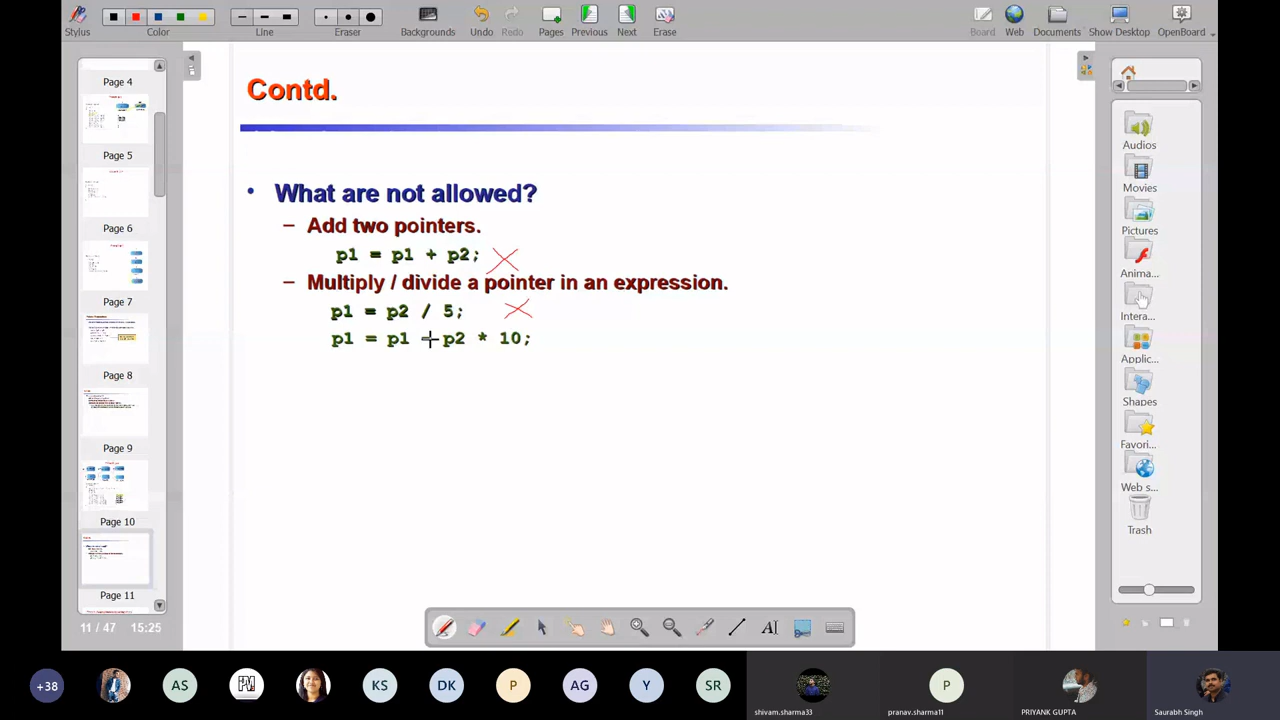 Stylus Color Line Eraser Backgrounds Undo Redo Pages Previous Next Erase Board Web Documents Show Desktop OpenBoard
Page 4
Page 5
Page 6
Page 7
Page 8
Page 9
Page 10
Page 11
11 / 47 15:25
Contd.
• What are not allowed?
– Add two pointers.
p1 = p1 + p2;
– Multiply / divide a pointer in an expression.
p1 = p2 / 5;
p1 = p1 + p2 * 10;
Audios
Movies
Pictures
Anima...
Intera...
Applic...
Shapes
Favori...
Web s...
Trash
+38 AS KS DK P AG Y SR P
shivam.sharma33 pranav.sharma11 PRIYANK GUPTA Saurabh Singh